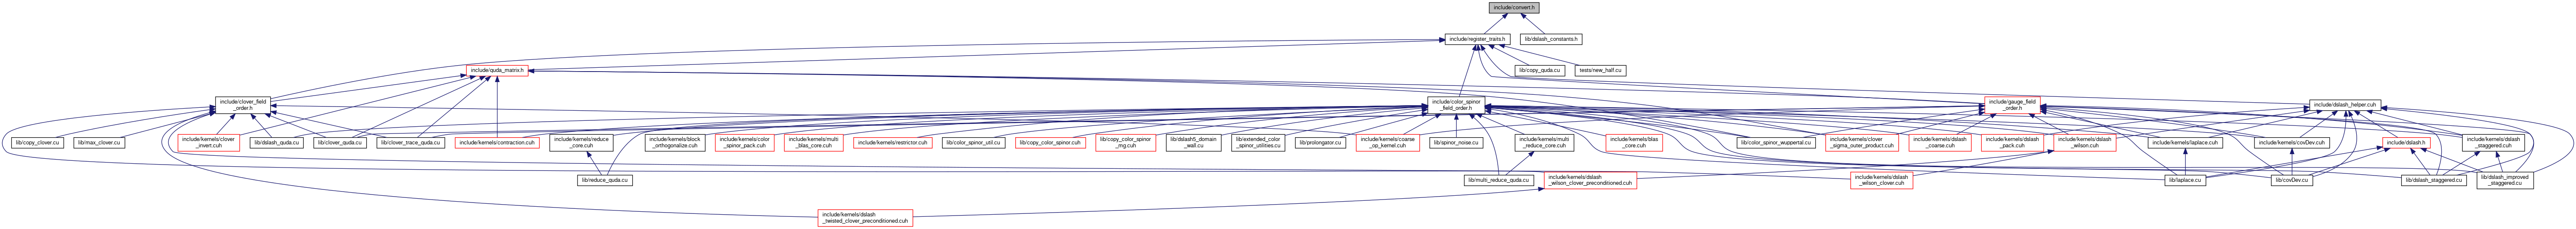 include/convert.h
include/register_traits.h
lib/dslash_constants.h
include/quda_matrix.h
lib/copy_quda.cu
tests/new_half.cu
include/clover_field
_order.h
include/color_spinor
_field_order.h
include/gauge_field
_order.h
include/dslash_helper.cuh
lib/copy_clover.cu
lib/max_clover.cu
include/kernels/clover
_invert.cuh
lib/dslash_quda.cu
lib/clover_quda.cu
lib/clover_trace_quda.cu
include/kernels/contraction.cuh
include/kernels/reduce
_core.cuh
include/kernels/block
_orthogonalize.cuh
include/kernels/color
_spinor_pack.cuh
include/kernels/multi
_blas_core.cuh
include/kernels/restrictor.cuh
lib/color_spinor_util.cu
lib/copy_color_spinor.cu
lib/copy_color_spinor
_mg.cuh
lib/dslash5_domain
_wall.cu
lib/extended_color
_spinor_utilities.cu
lib/prolongator.cu
include/kernels/coarse
_op_kernel.cuh
lib/spinor_noise.cu
include/kernels/multi
_reduce_core.cuh
include/kernels/blas
_core.cuh
lib/color_spinor_wuppertal.cu
include/kernels/clover
_sigma_outer_product.cuh
include/kernels/dslash
_coarse.cuh
include/kernels/dslash
_pack.cuh
include/kernels/dslash
_wilson.cuh
include/kernels/laplace.cuh
include/kernels/covDev.cuh
include/dslash.h
include/kernels/dslash
_staggered.cuh
lib/reduce_quda.cu
lib/multi_reduce_quda.cu
include/kernels/dslash
_wilson_clover_preconditioned.cuh
include/kernels/dslash
_wilson_clover.cuh
lib/laplace.cu
lib/covDev.cu
lib/dslash_staggered.cu
lib/dslash_improved
_staggered.cu
include/kernels/dslash
_twisted_clover_preconditioned.cuh